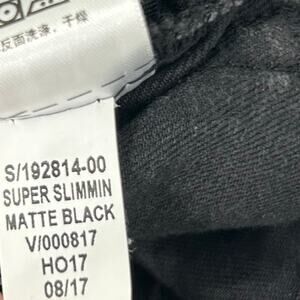 反面洗涤，干燥
S/192814-00
SUPER SLIMMIN
MATTE BLACK
V/000817
HO17
08/17